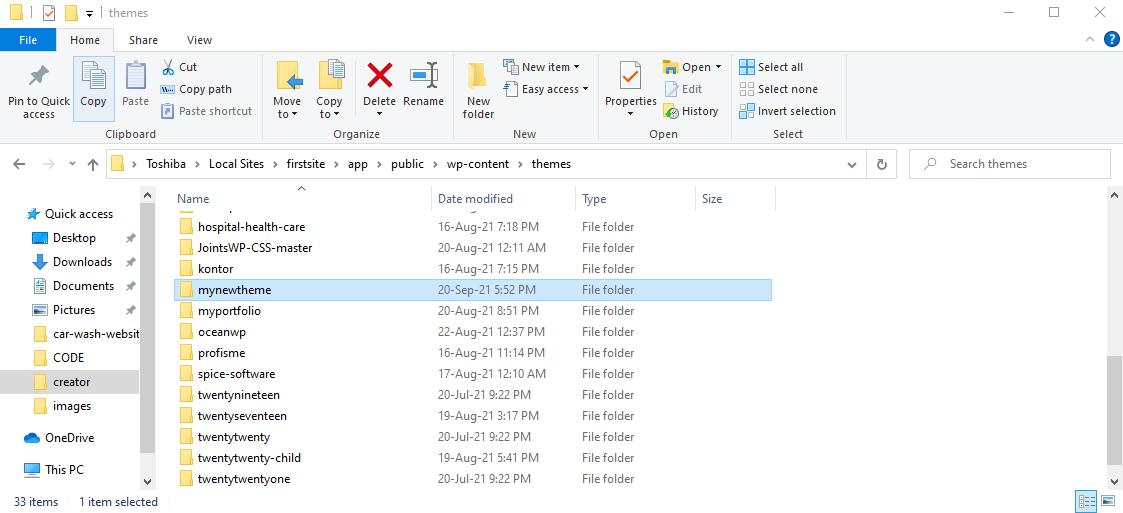 themes
File Home Share View
Pin to Quick access
Copy
Paste
Cut
Copy path
Paste shortcut
Clipboard
Move to
Copy to
Delete
Rename
Organize
New folder
New item
Easy access
New
Properties
Open
Edit
History
Open
Select all
Select none
Invert selection
Select
Toshiba Local Sites firstsite app public wp-content themes
Search themes
Quick access
Desktop
Downloads
Documents
Pictures
car-wash-websit
CODE
creator
images
OneDrive
This PC
Name Date modified Type Size
hospital-health-care 16-Aug-21 7:18 PM File folder
JointsWP-CSS-master 20-Aug-21 12:11 AM File folder
kontor 16-Aug-21 7:15 PM File folder
mynewtheme 20-Sep-21 5:52 PM File folder
myportfolio 20-Aug-21 8:51 PM File folder
oceanwp 22-Aug-21 12:37 PM File folder
profisme 16-Aug-21 11:14 PM File folder
spice-software 17-Aug-21 12:10 AM File folder
twentynineteen 20-Jul-21 9:22 PM File folder
twentyseventeen 19-Aug-21 3:17 PM File folder
twentytwenty 20-Jul-21 9:22 PM File folder
twentytwenty-child 19-Aug-21 5:41 PM File folder
twentytwentyone 20-Jul-21 9:22 PM File folder
33 items 1 item selected